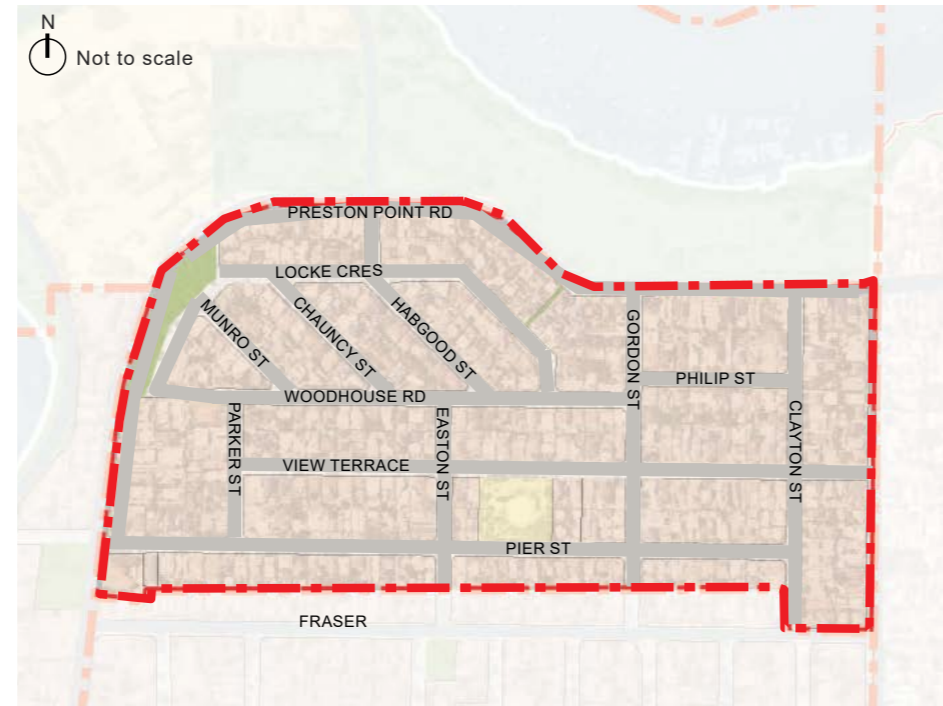 N
Not to scale
PRESTON POINT RD
LOCKE CRES
MUNRO ST
CHAUNCY ST
HABGOOD ST
GORDON ST
PHILIP ST
WOODHOUSE RD
PARKER ST
EASTON ST
CLAYTON ST
VIEW TERRACE
PIER ST
FRASER